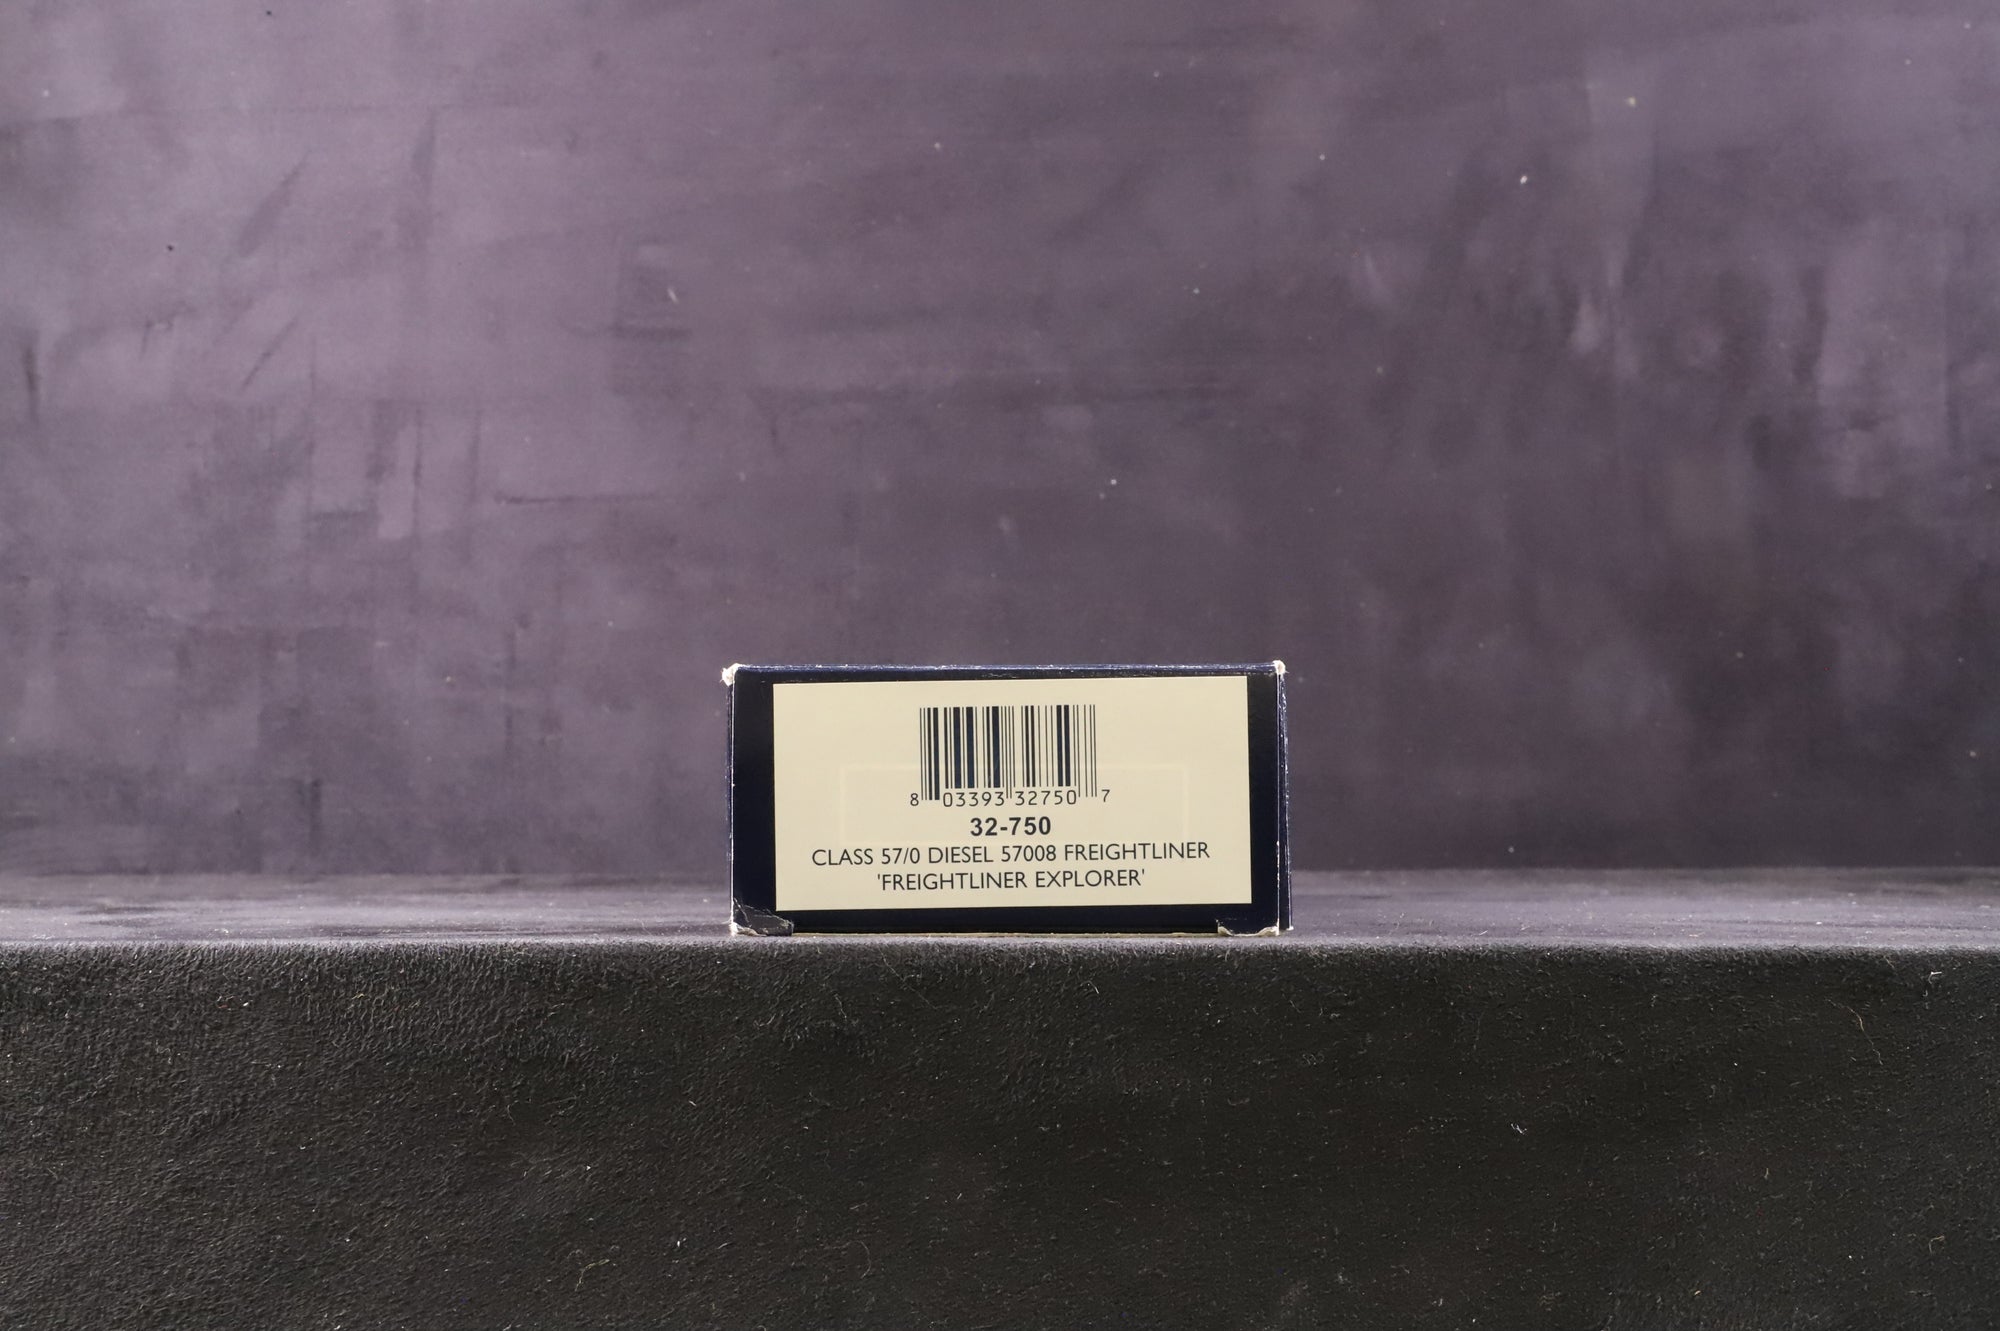 8 03393 32750 7
32-750
CLASS 57/0 DIESEL 57008 FREIGHTLINER
'FREIGHTLINER EXPLORER'